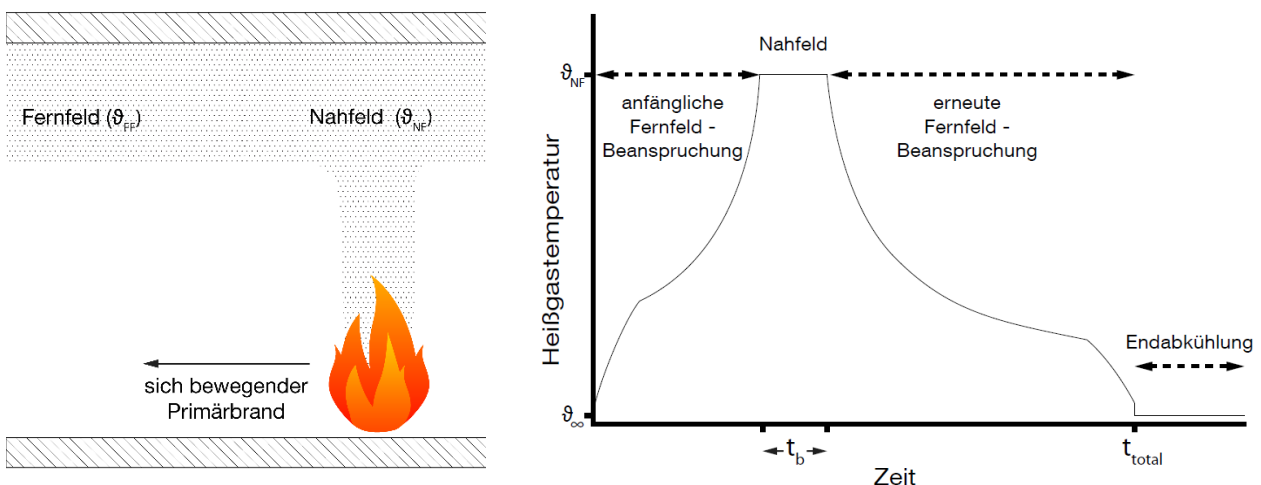 Fernfeld (ϑFF)
Nahfeld (ϑNF)
sich bewegender
Primärbrand
Heißgastemperatur
ϑNF
ϑ∞
Nahfeld
anfängliche
Fernfeld -
Beanspruchung
erneute
Fernfeld -
Beanspruchung
Endabkühlung
tb
ttotal
Zeit